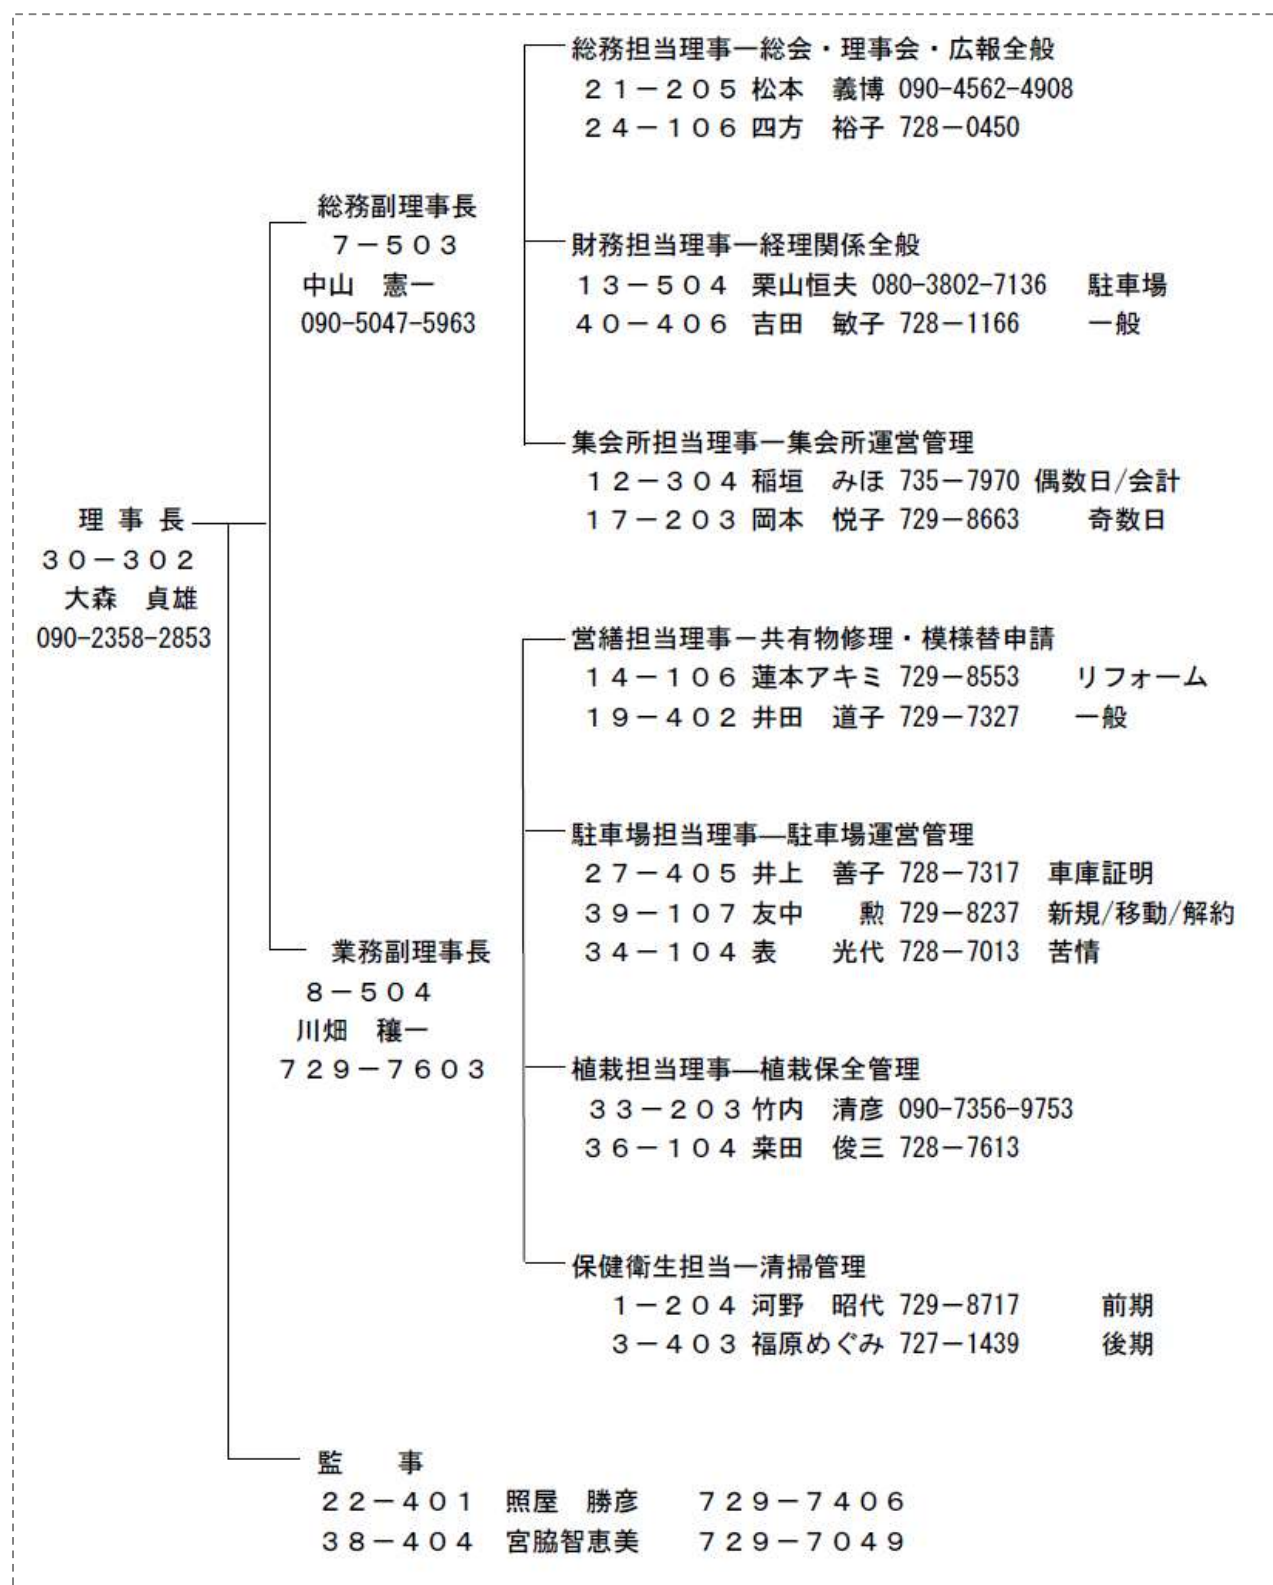 総務担当理事ー総会・理事会・広報全般
２１－２０５ 松本　義博 090-4562-4908
２４－１０６ 四方　裕子 728－0450
総務副理事長
７－５０３
中山　憲一
090-5047-5963
財務担当理事ー経理関係全般
１３－５０４ 栗山恒夫 080-3802-7136　駐車場
４０－４０６ 吉田　敏子 728－1166　一般
集会所担当理事ー集会所運営管理
１２－３０４ 稲垣　みほ 735－7970 偶数日/会計
１７－２０３ 岡本　悦子 729－8663　奇数日
理 事 長
３０－３０２
大森　貞雄
090-2358-2853
営繕担当理事－共有物修理・模様替申請
１４－１０６ 蓮本アキミ 729－8553　リフォーム
１９－４０２ 井田　道子 729－7327　一般
駐車場担当理事―駐車場運営管理
２７－４０５ 井上　善子 728－7317　車庫証明
３９－１０７ 友中　　勲 729－8237　新規/移動/解約
３４－１０４ 表　　光代 728－7013　苦情
業務副理事長
８－５０４
川畑　穰一
７２９－７６０３
植栽担当理事―植栽保全管理
３３－２０３ 竹内　清彦 090-7356-9753
３６－１０４ 桒田　俊三 728－7613
保健衛生担当ー清掃管理
１－２０４ 河野　昭代 729－8717　前期
３－４０３ 福原めぐみ 727－1439　後期
監　　事
２２－４０１　照屋　勝彦　　７２９－７４０６
３８－４０４　宮脇智恵美　　７２９－７０４９